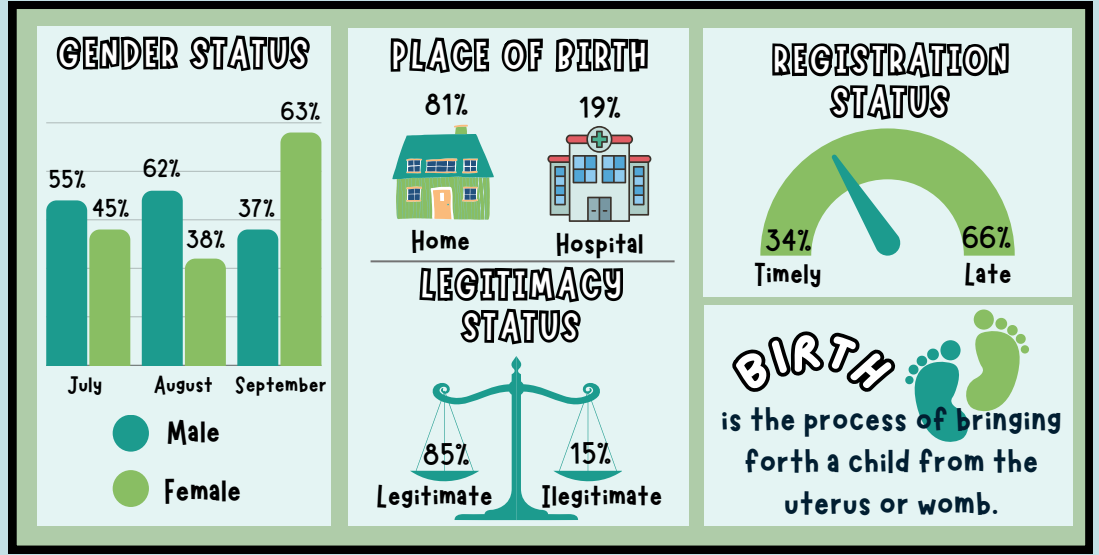 GENDER STATUS
63%
62%
55%
45%
38%
37%
July August September
Male
Female
PLACE OF BIRTH
81% 19%
Home Hospital
LEGITIMACY
STATUS
85% 15%
Legitimate Ilegitimate
REGISTRATION
STATUS
34% 66%
Timely Late
BIRTH
is the process of bringing
forth a child from the
uterus or womb.